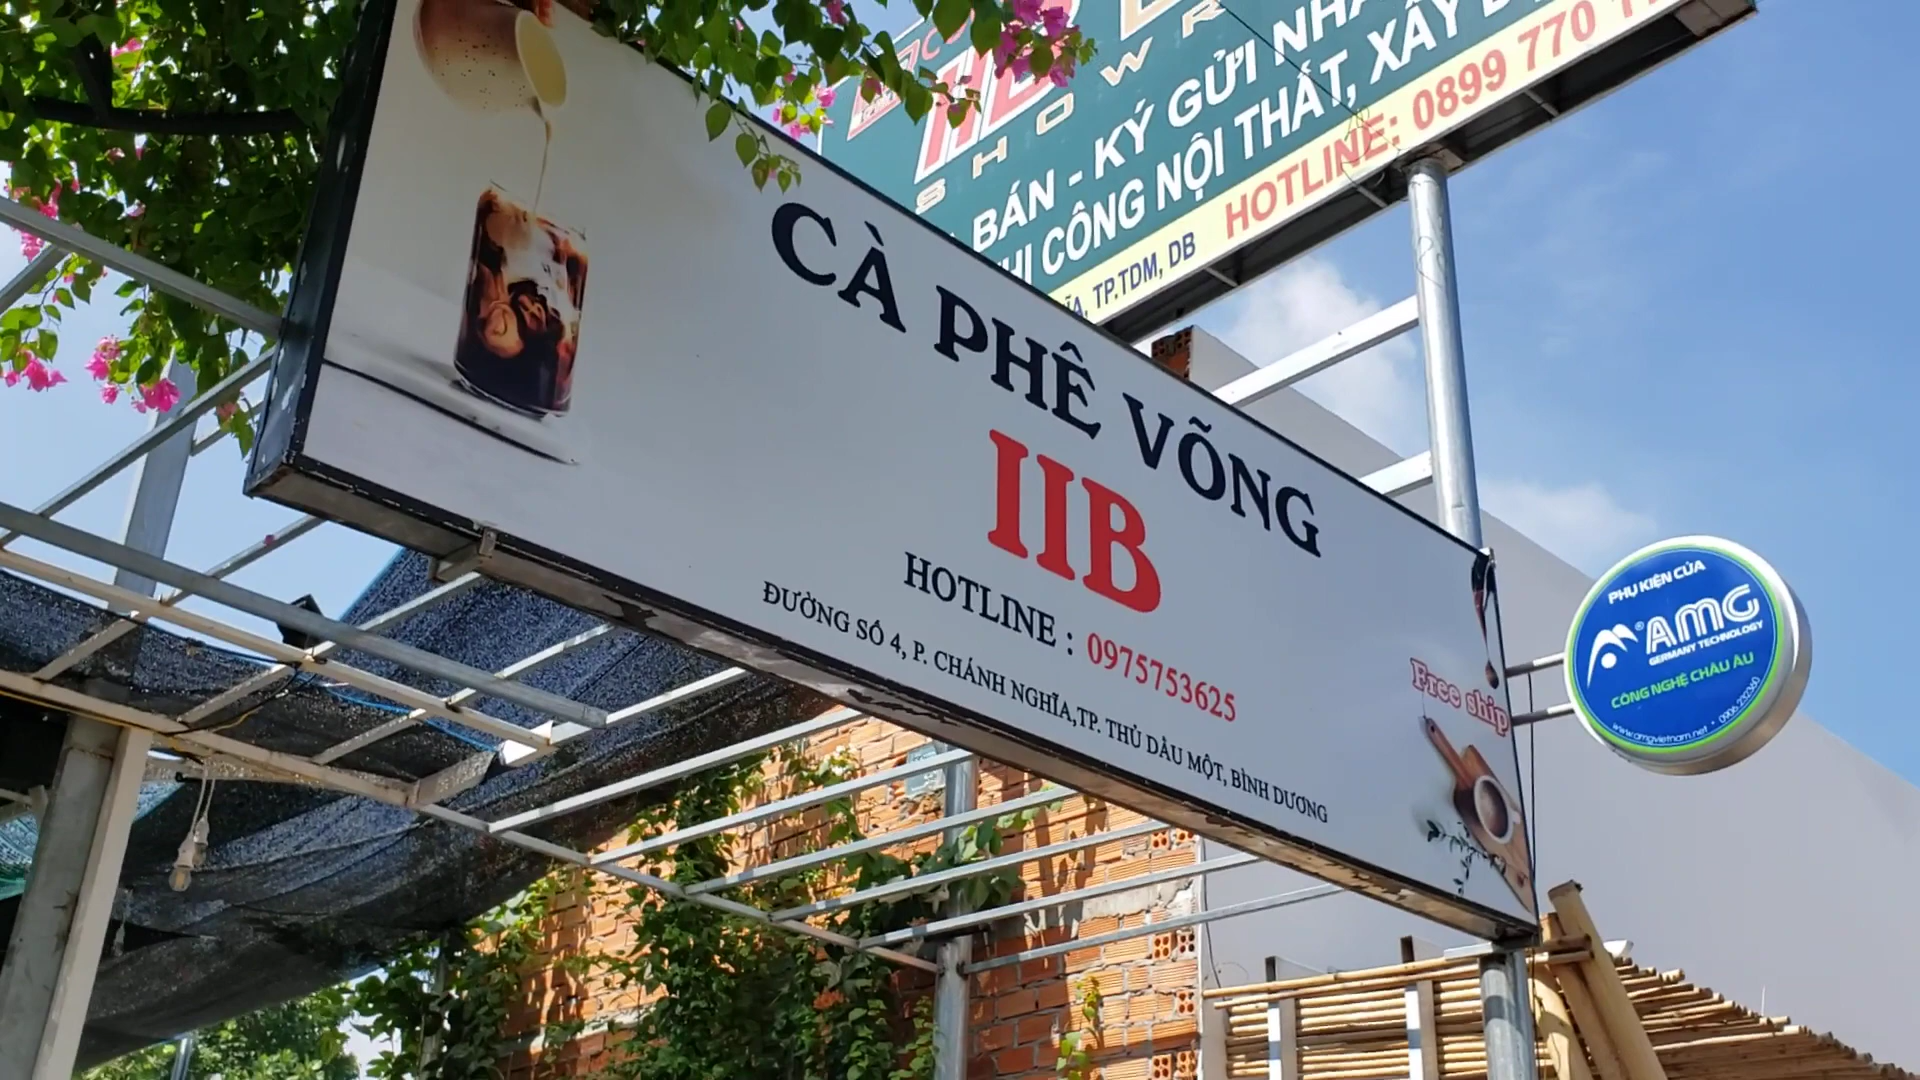 SHOWR
BÁN - KÝ GỬI NHÀ
THI CÔNG NỘI THẤT, XÂY
HOTLINE: 0899 770
TP.TDM, DB
CÀ PHÊ VÕNG
IIB
HOTLINE : 0975753625
ĐƯỜNG SỐ 4, P. CHÁNH NGHĨA,TP. THỦ DẦU MỘT, BÌNH DƯƠNG
Free ship
PHỤ KIỆN CỬA
AMG
GERMANY TECHNOLOGY
CÔNG NGHỆ CHÂU ÂU
www.amgvietnam.net